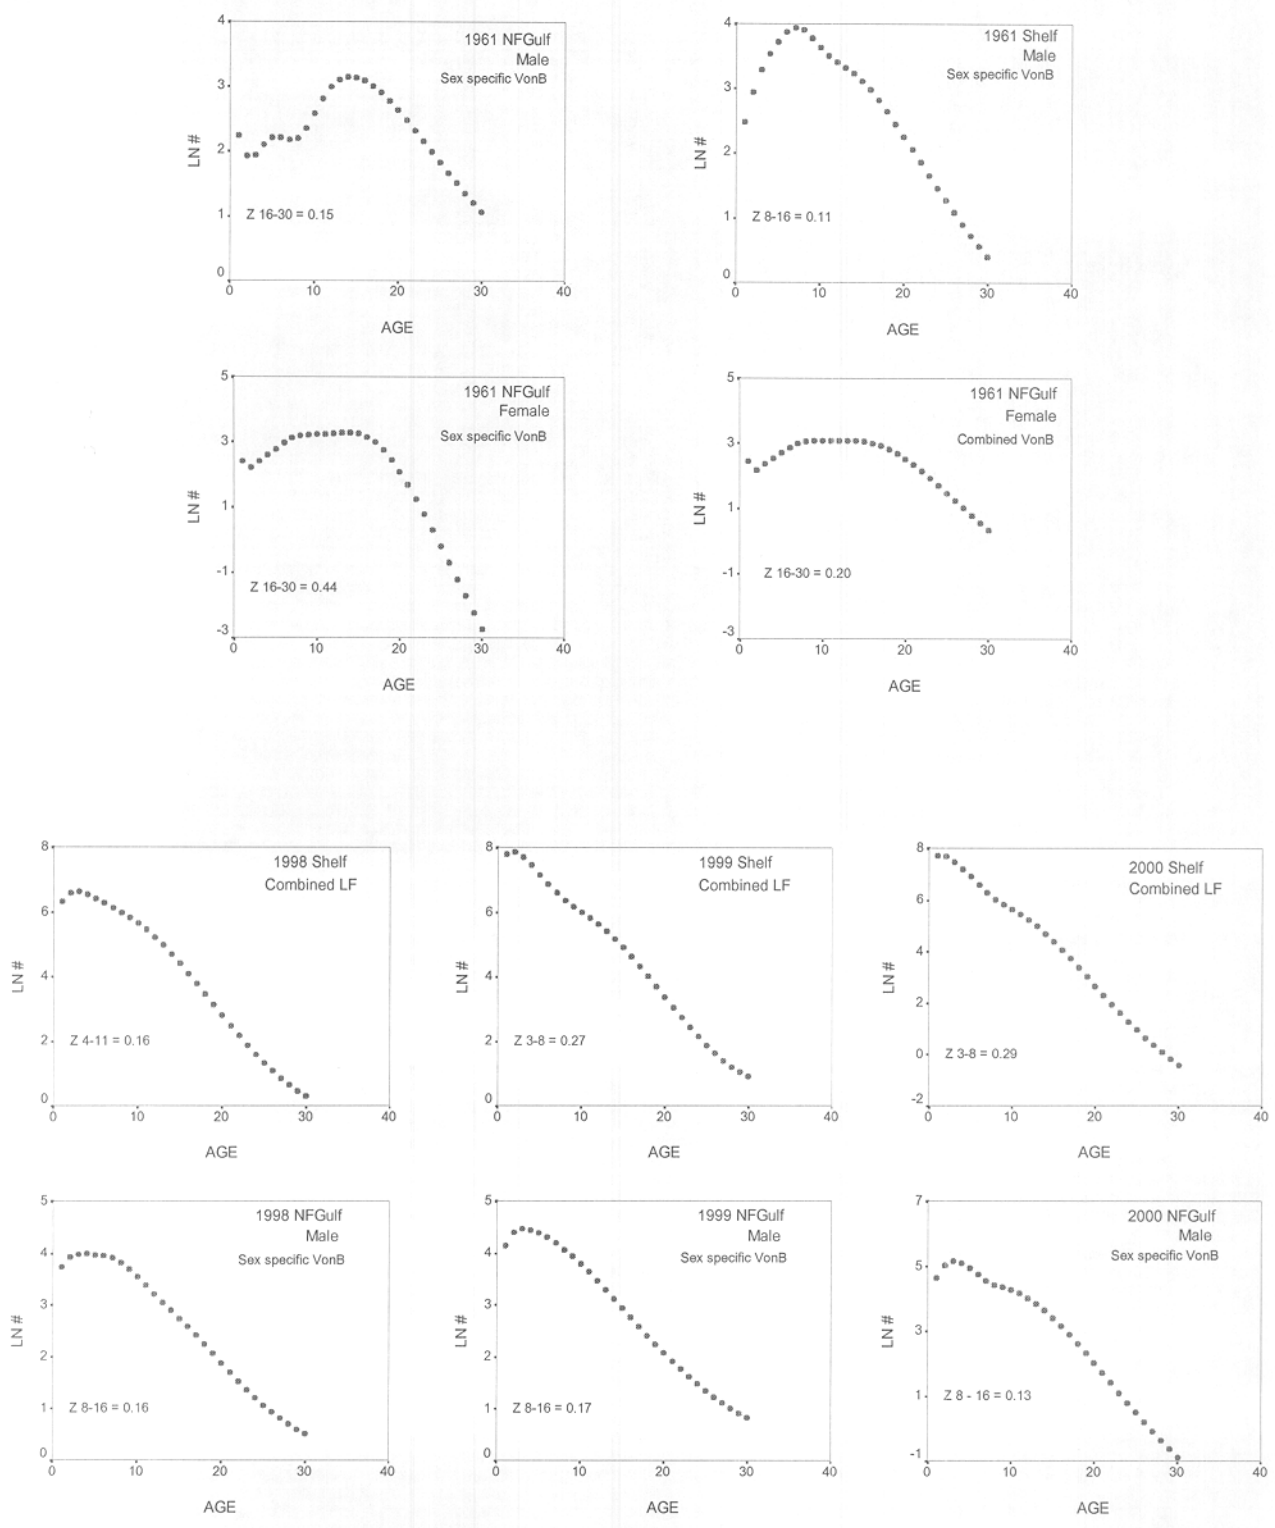 4
3
2
1
0
LN #
1961 NFGulf
Male
Sex specific VonB
Z 16-30 = 0.15
0
10
20
30
40
AGE
4
3
2
1
0
LN #
1961 Shelf
Male
Sex specific VonB
Z 8-16 = 0.11
0
10
20
30
40
AGE
5
3
1
-1
-3
LN #
1961 NFGulf
Female
Sex specific VonB
Z 16-30 = 0.44
0
10
20
30
40
AGE
5
3
1
-1
-3
LN #
1961 NFGulf
Female
Combined VonB
Z 16-30 = 0.20
0
10
20
30
40
AGE
8
6
4
2
0
LN #
1998 Shelf
Combined LF
Z 4-11 = 0.16
0
10
20
30
40
AGE
8
6
4
2
0
LN #
1999 Shelf
Combined LF
Z 3-8 = 0.27
0
10
20
30
40
AGE
8
6
4
2
0
-2
LN #
2000 Shelf
Combined LF
Z 3-8 = 0.29
0
10
20
30
40
AGE
5
4
3
2
1
0
LN #
1998 NFGulf
Male
Sex specific VonB
Z 8-16 = 0.16
0
10
20
30
40
AGE
5
4
3
2
1
0
LN #
1999 NFGulf
Male
Sex specific VonB
Z 8-16 = 0.17
0
10
20
30
40
AGE
7
5
3
1
-1
LN #
2000 NFGulf
Male
Sex specific VonB
Z 8 - 16 = 0.13
0
10
20
30
40
AGE